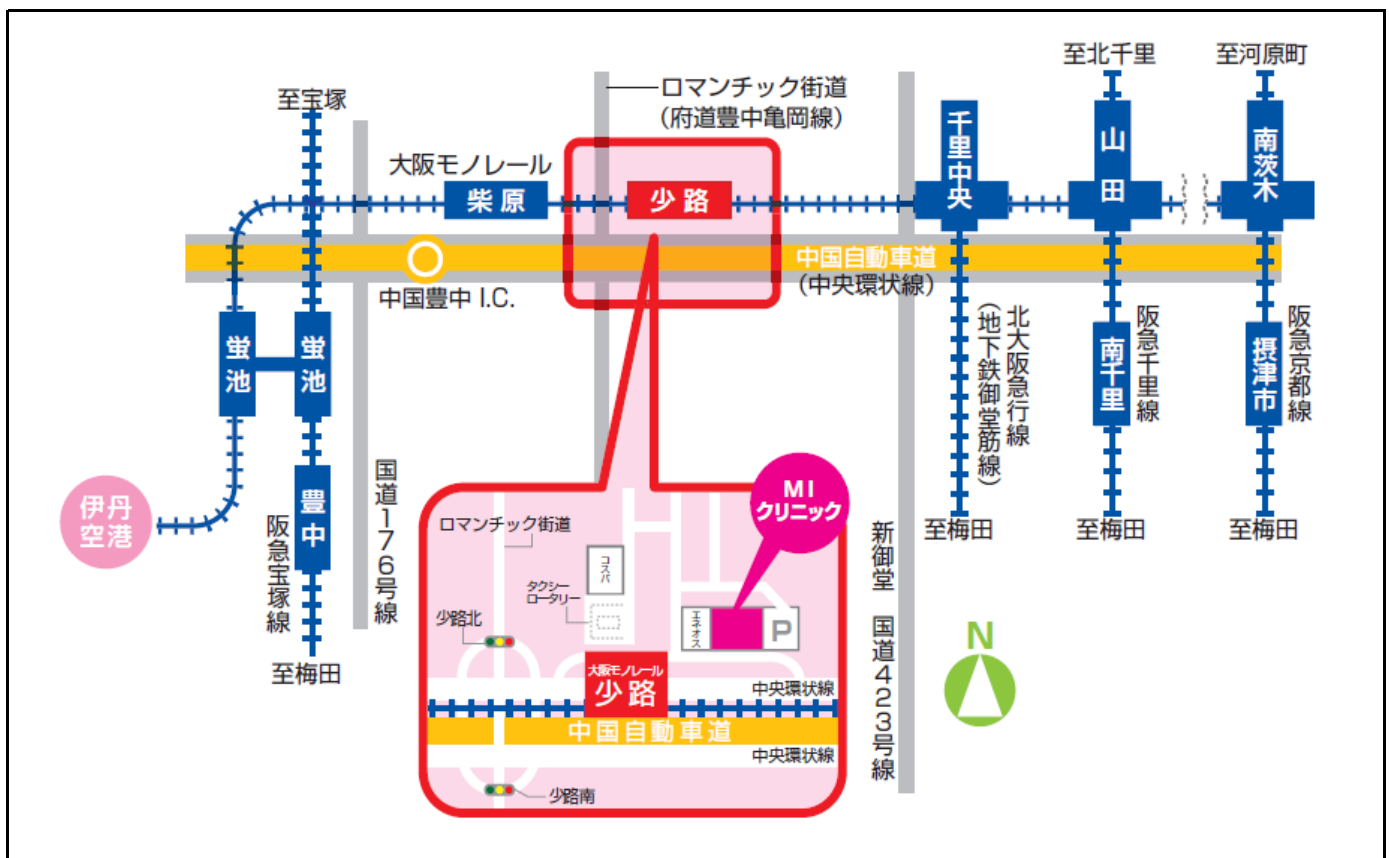 至北千里
至河原町
至宝塚
ロマンチック街道
(府道豊中亀岡線)
大阪モノレール
柴原
少路
千里中央
山田
南茨木
中国自動車道
(中央環状線)
中国豊中 I.C.
蛍池
蛍池
北大阪急行線
(地下鉄御堂筋線)
南千里
阪急千里線
摂津市
阪急京都線
伊丹
空港
豊中
阪急宝塚線
国道176号線
至梅田
MI
クリニック
ロマンチック街道
コスパ
タクシー
ロータリー
少路北
エネオス
P
大阪モノレール
少路
中央環状線
中国自動車道
中央環状線
少路南
新御堂 国道423号線
至梅田
至梅田
至梅田
N